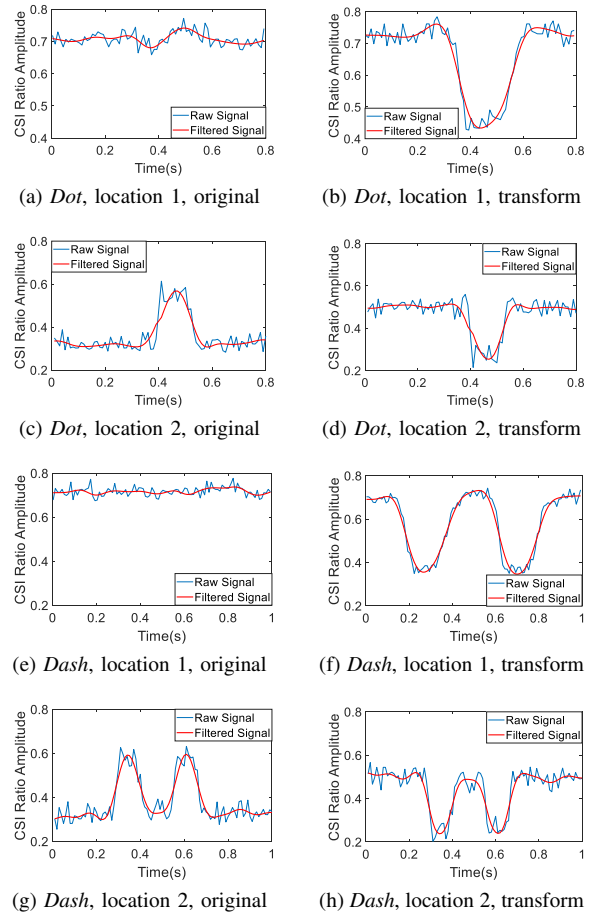 CSI Ratio Amplitude
0.8
0.7
0.6
0.5
0.4
0 0.2 0.4 0.6 0.8
Time(s)
Raw Signal
Filtered Signal
(a) Dot, location 1, original
CSI Ratio Amplitude
0.8
0.7
0.6
0.5
0.4
0 0.2 0.4 0.6 0.8
Time(s)
Raw Signal
Filtered Signal
(b) Dot, location 1, transform
CSI Ratio Amplitude
0.8
0.6
0.4
0.2
0 0.2 0.4 0.6 0.8
Time(s)
Raw Signal
Filtered Signal
(c) Dot, location 2, original
CSI Ratio Amplitude
0.8
0.6
0.4
0.2
0 0.2 0.4 0.6 0.8
Time(s)
Raw Signal
Filtered Signal
(d) Dot, location 2, transform
CSI Ratio Amplitude
0.8
0.6
0.4
0.2
0 0.2 0.4 0.6 0.8 1
Time(s)
Raw Signal
Filtered Signal
(e) Dash, location 1, original
CSI Ratio Amplitude
0.8
0.6
0.4
0.2
0 0.2 0.4 0.6 0.8 1
Time(s)
Raw Signal
Filtered Signal
(f) Dash, location 1, transform
CSI Ratio Amplitude
0.8
0.6
0.4
0.2
0 0.2 0.4 0.6 0.8 1
Time(s)
Raw Signal
Filtered Signal
(g) Dash, location 2, original
CSI Ratio Amplitude
0.8
0.6
0.4
0.2
0 0.2 0.4 0.6 0.8 1
Time(s)
Raw Signal
Filtered Signal
(h) Dash, location 2, transform